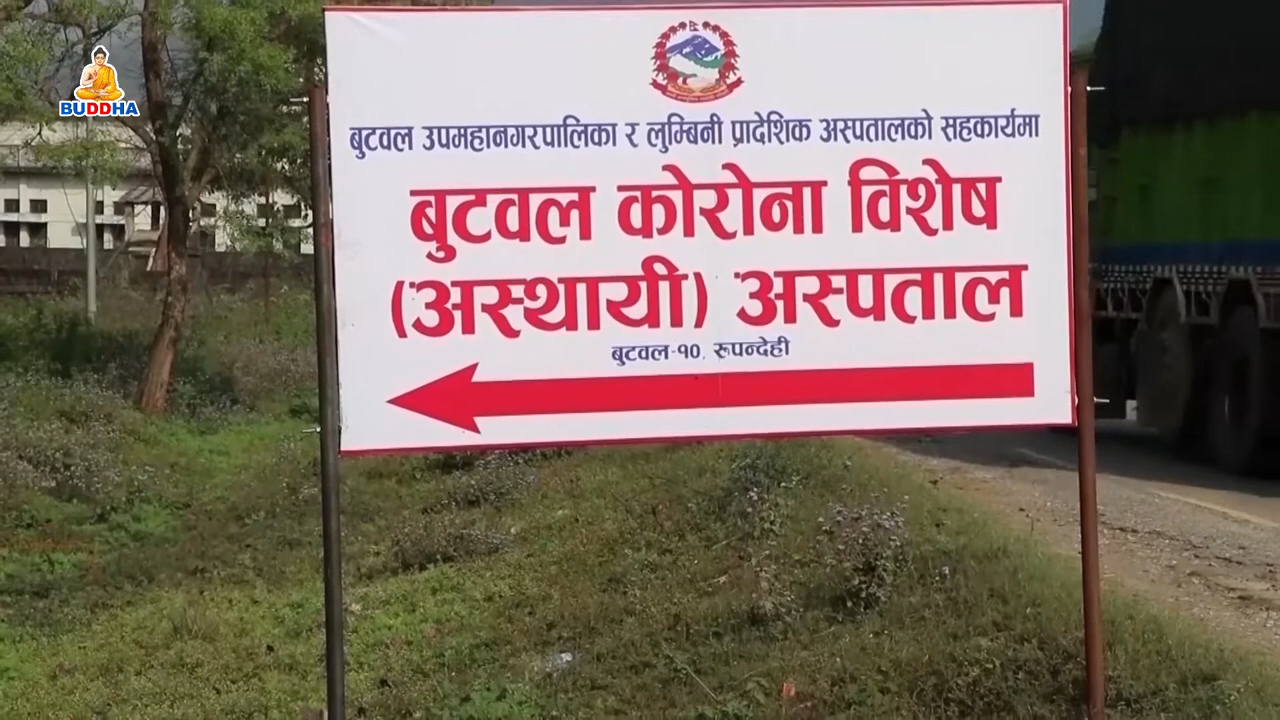 BUDDHA
बुटवल उपमहानगरपालिका र लुम्बिनी प्रादेशिक अस्पतालको सहकार्यमा
बुटवल कोरोना विशेष
(अस्थायी) अस्पताल
बुटवल-१०, रुपन्देही